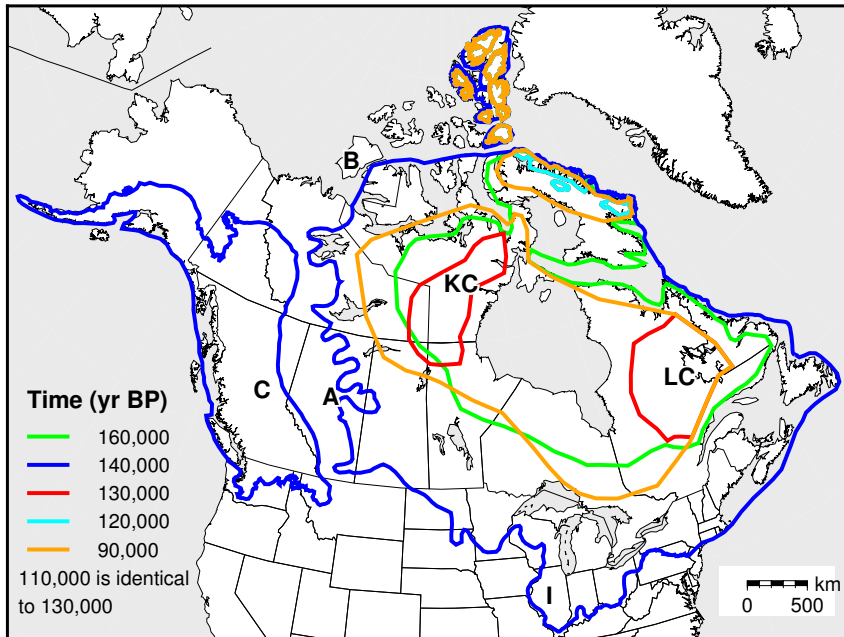 B
KC
C
A
LC
Time (yr BP)
160,000
140,000
130,000
120,000
90,000
110,000 is identical
to 130,000
I
km
0 500